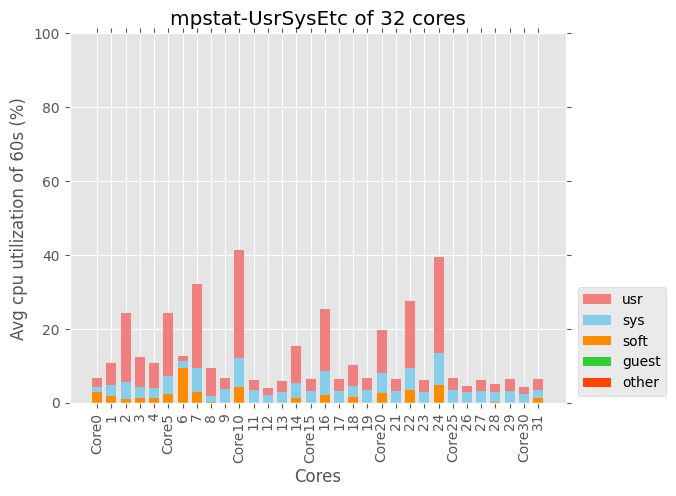 mpstat-UsrSysEtc of 32 cores
Avg cpu utilization of 60s (%)
100
80
60
40
20
0
usr
sys
soft
guest
other
Core0 1 2 3 4 Core5 6 7 8 9 Core10 11 12 13 14 Core15 16 17 18 19 Core20 21 22 23 24 Core25 26 27 28 29 Core30 31
Cores